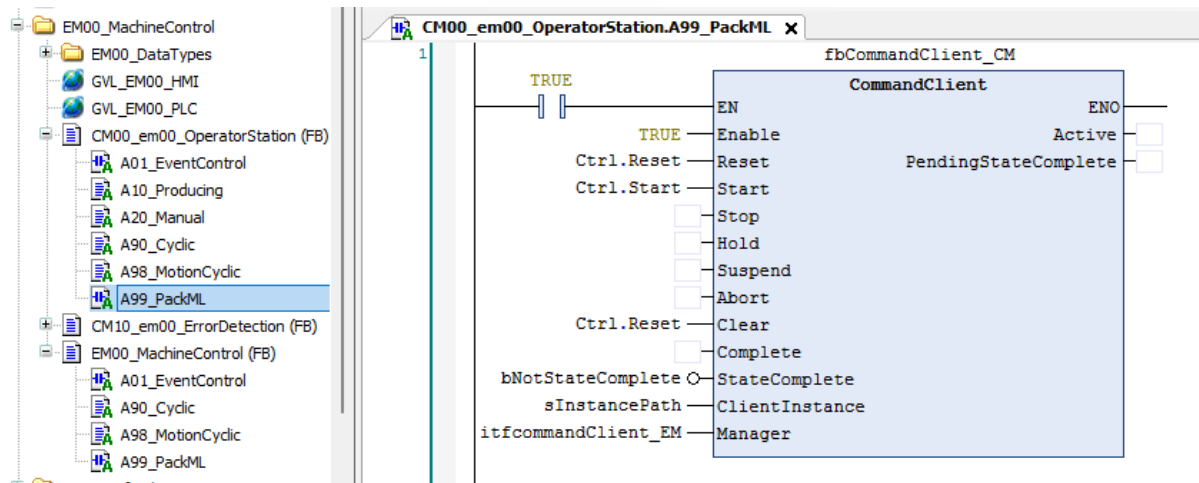 EM00_MachineControl
EM00_DataTypes
GVL_EM00_HMI
GVL_EM00_PLC
CM00_em00_OperatorStation (FB)
A01_EventControl
A10_Producing
A20_Manual
A90_Cyclic
A98_MotionCyclic
A99_PackML
CM10_em00_ErrorDetection (FB)
EM00_MachineControl (FB)
A01_EventControl
A90_Cyclic
A98_MotionCyclic
A99_PackML
CM00_em00_OperatorStation.A99_PackML
1
fbCommandClient_CM
TRUE
CommandClient
EN ENO
TRUE Enable Active
Ctrl.Reset Reset PendingStateComplete
Ctrl.Start Start
Stop
Hold
Suspend
Abort
Ctrl.Reset Clear
Complete
bNotStateComplete StateComplete
sInstancePath ClientInstance
itfcommandClient_EM Manager